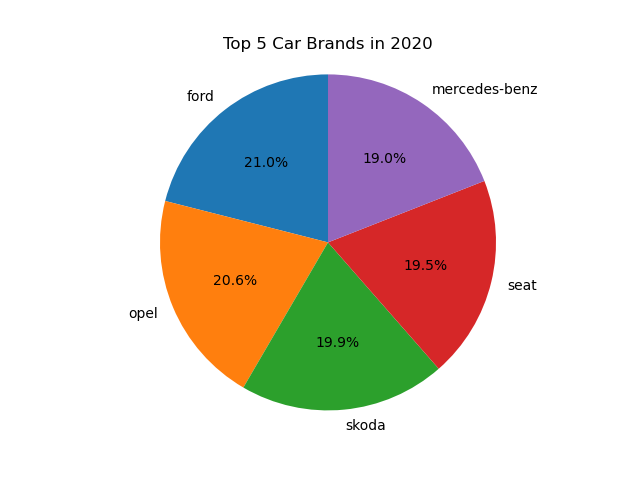 Top 5 Car Brands in 2020
mercedes-benz
ford
19.0%
21.0%
19.5%
20.6%
seat
opel
19.9%
skoda